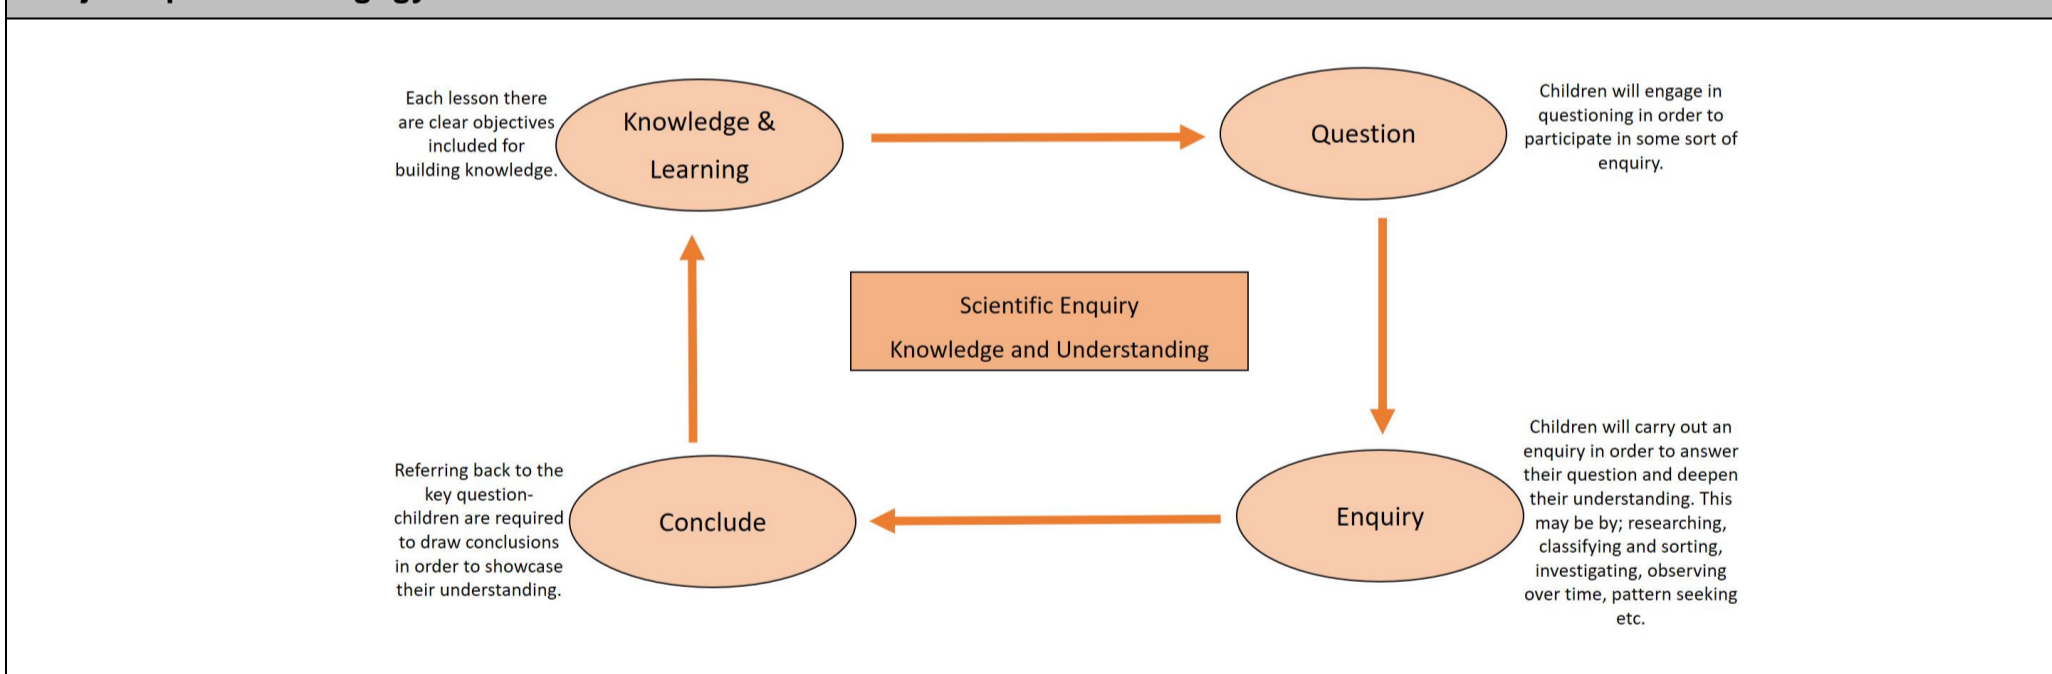 Each lesson there
are clear objectives
included for
building knowledge.
Knowledge &
Learning
Question
Children will engage in
questioning in order to
participate in some sort of
enquiry.
Scientific Enquiry
Knowledge and Understanding
Referring back to the
key question-
children are required
to draw conclusions
in order to showcase
their understanding.
Conclude
Enquiry
Children will carry out an
enquiry in order to answer
their question and deepen
their understanding. This
may be by; researching,
classifying and sorting,
investigating, observing
over time, pattern seeking
etc.